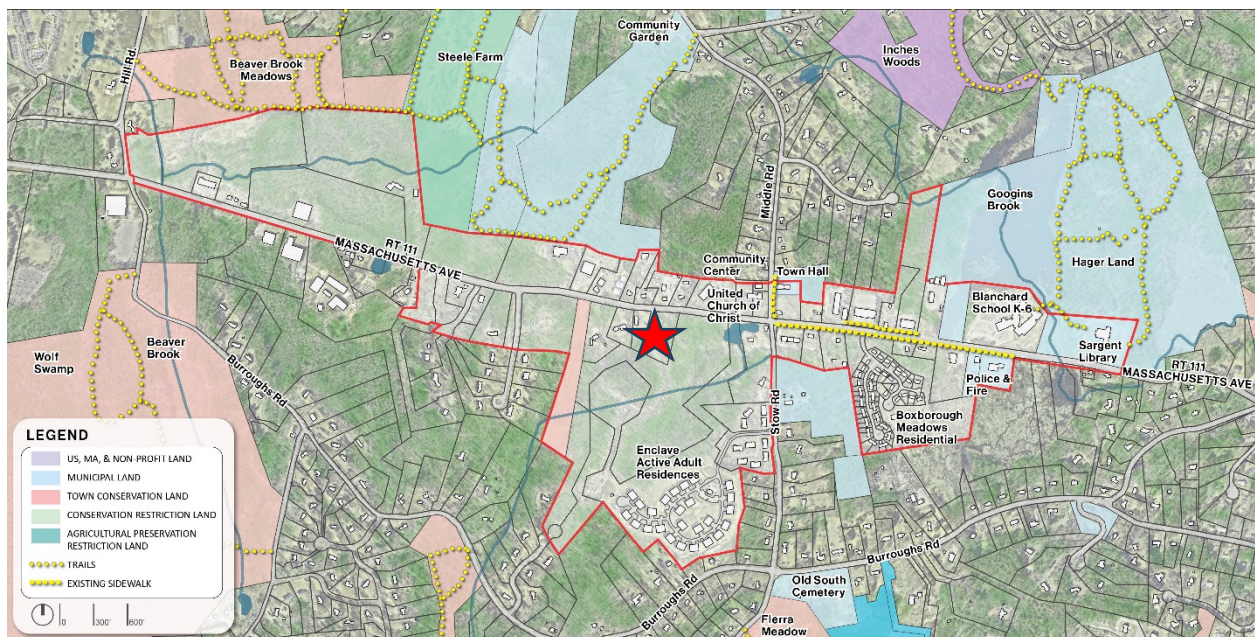 Community
Garden
Hill Rd
Beaver Brook
Meadows
Steele Farm
Inches
Woods
Middle Rd
Googins
Brook
RT 111
MASSACHUSETTS AVE
Community
Center
Town Hall
Hager Land
United
Church of
Christ
Blanchard
School K-6
Sargent
Library
RT 111
MASSACHUSETTS AVE
Wolf
Swamp
Beaver
Brook
Burroughs Rd
Police &
Fire
Stow Rd
Boxborough
Meadows
Residential
Enclave
Active Adult
Residences
Burroughs Rd
Burroughs Rd
Old South
Cemetery
Fierra
Meadow
LEGEND
US, MA, & NON-PROFIT LAND
MUNICIPAL LAND
TOWN CONSERVATION LAND
CONSERVATION RESTRICTION LAND
AGRICULTURAL PRESERVATION
RESTRICTION LAND
TRAILS
EXISTING SIDEWALK
0 300' 600'